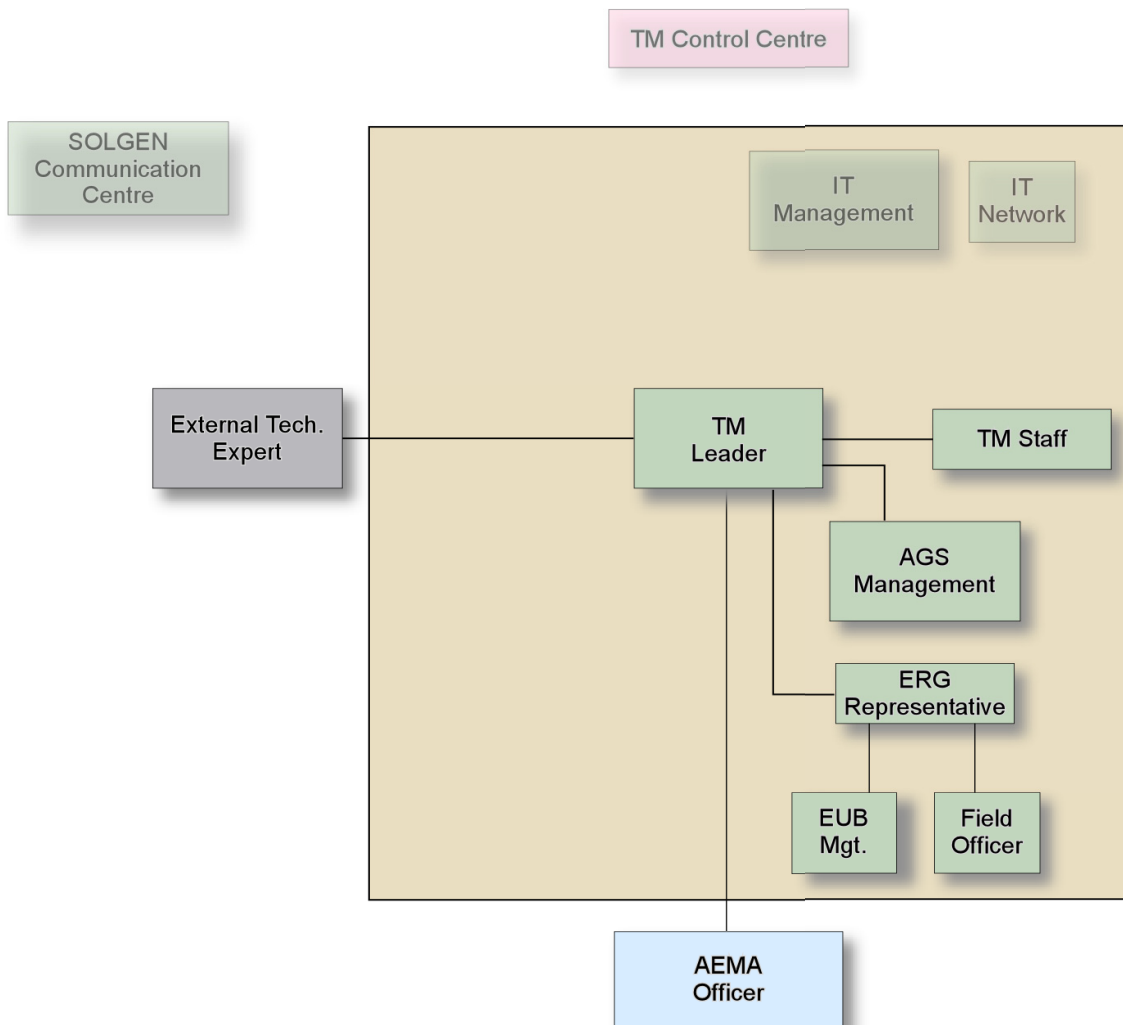 TM Control Centre
SOLGEN
Communication
Centre
IT
Management
IT
Network
External Tech.
Expert
TM
Leader
TM Staff
AGS
Management
ERG
Representative
EUB
Mgt.
Field
Officer
AEMA
Officer